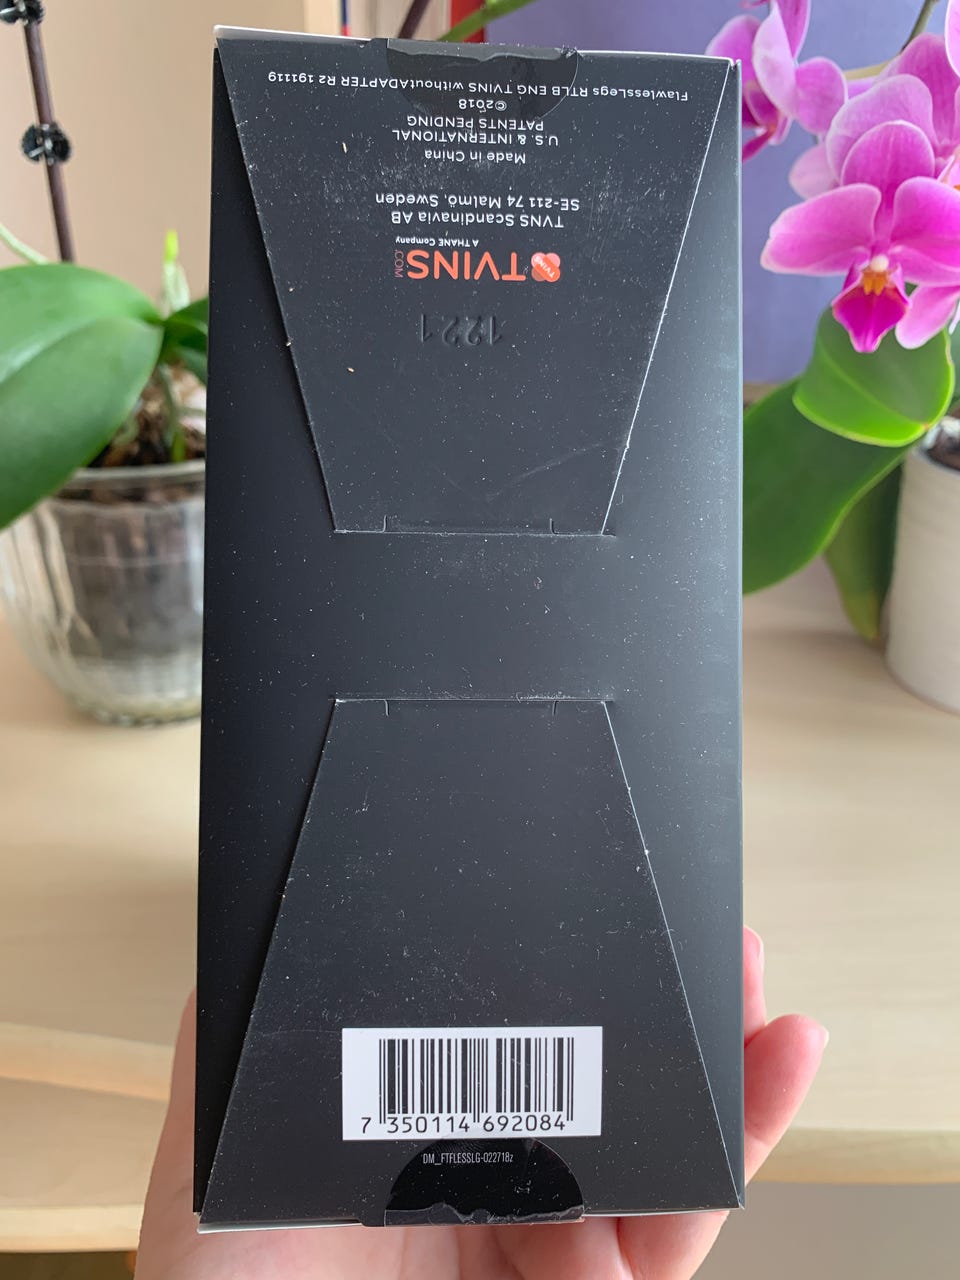 1221
TVINS TVINS.COM
A THANE Company
TVNS Scandinavia AB
SE-211 74 Malmö, Sweden
Made in China
U.S. & INTERNATIONAL
PATENTS PENDING
©2018
FlawlessLegs RTLB ENG TVINS withoutADAPTER R2 191119
7 350114 692084
DM_FTFLESSLG-022718z